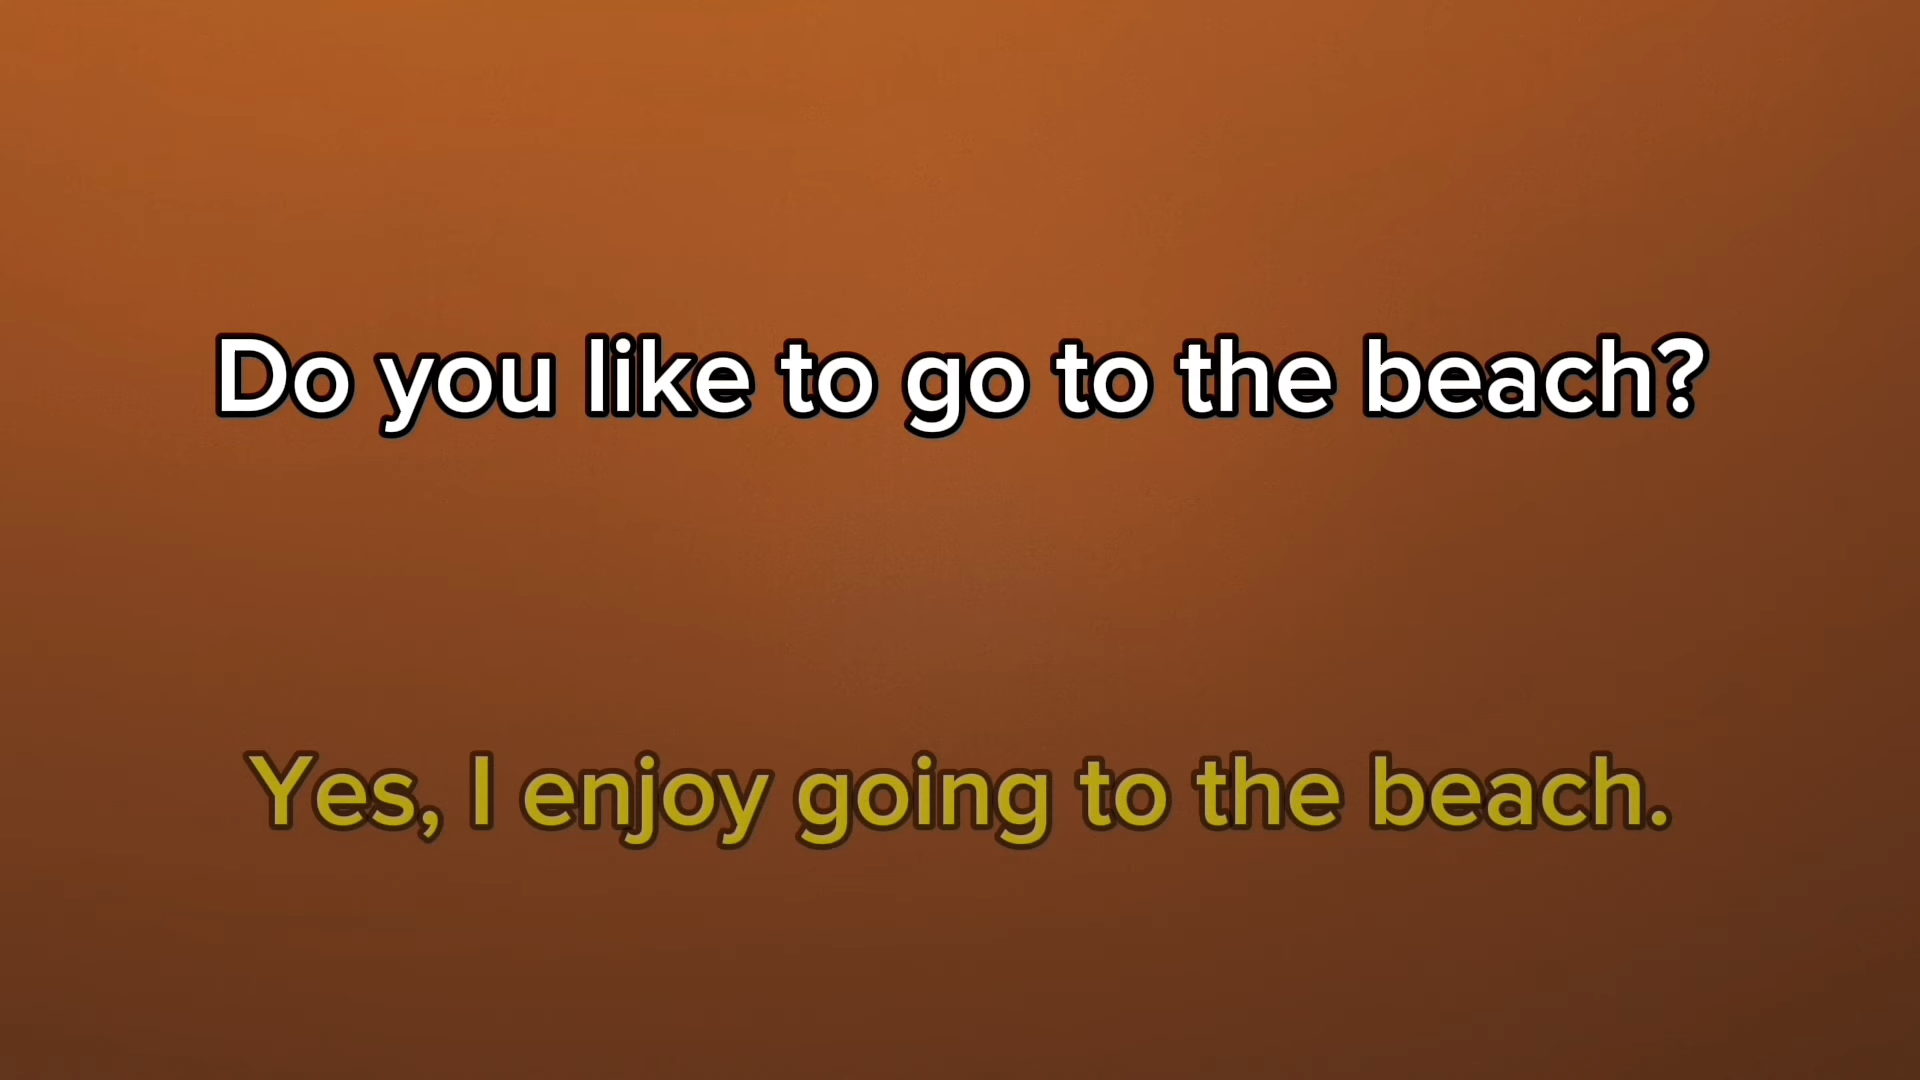 Do you like to go to the beach?
Yes, I enjoy going to the beach.